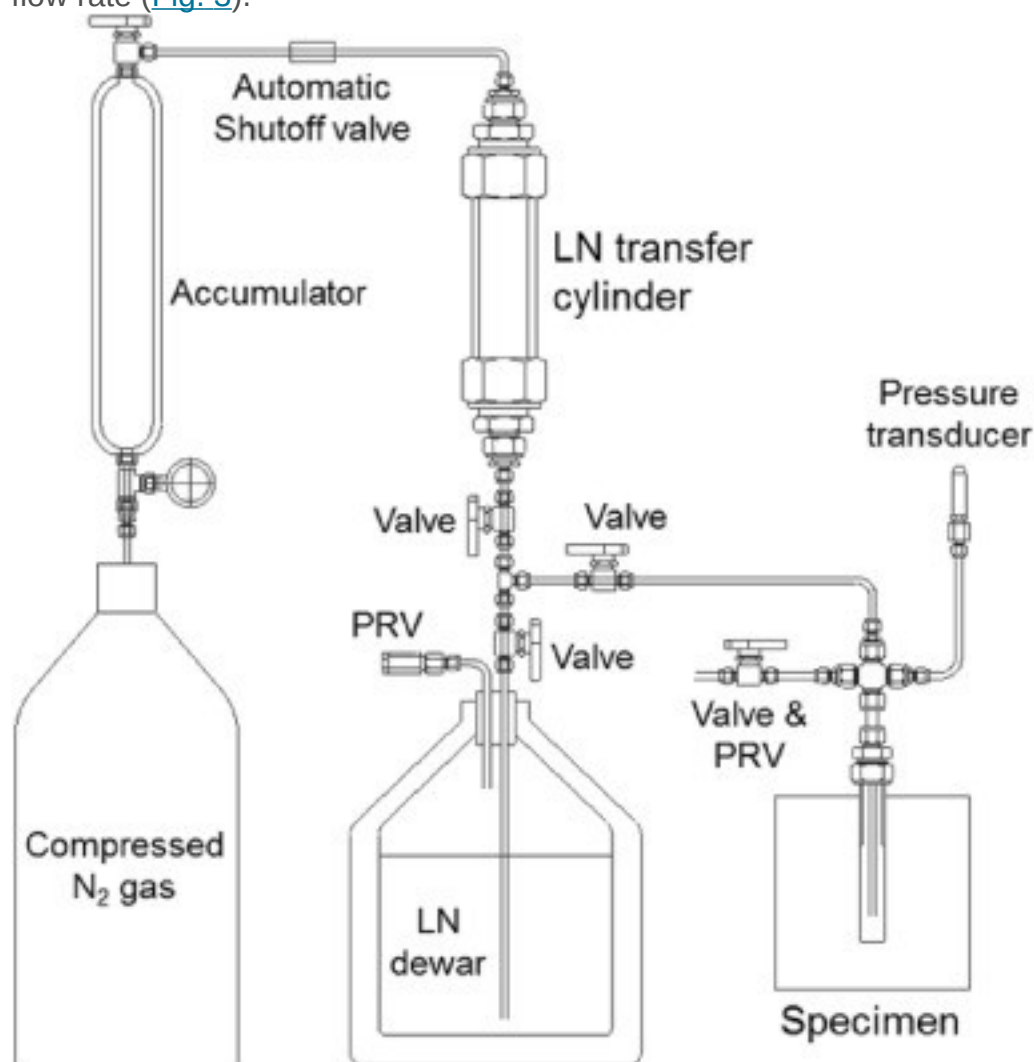 flow rate (Fig. 3).
Automatic
Shutoff valve
LN transfer
cylinder
Accumulator
Pressure
transducer
Valve
Valve
PRV
Valve
Valve &
PRV
Compressed
N₂ gas
LN
dewar
Specimen